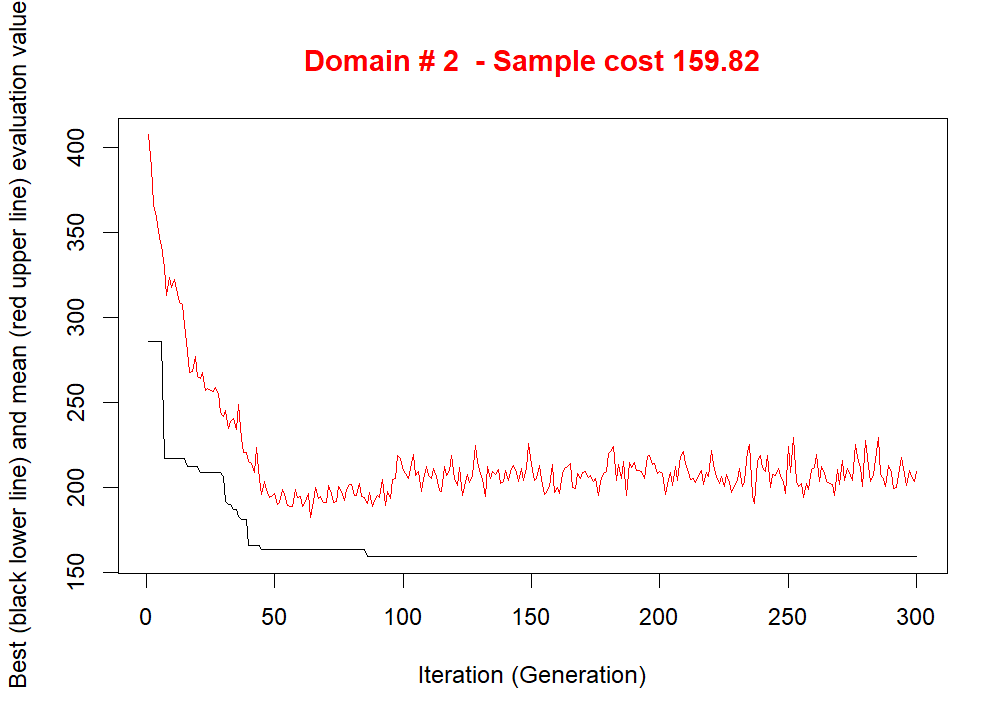 Domain # 2  - Sample cost 159.82
Best (black lower line) and mean (red upper line) evaluation value
400
350
300
250
200
150
0 50 100 150 200 250 300
Iteration (Generation)